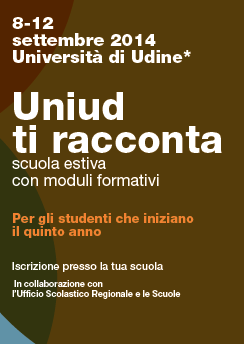 8-12
settembre 2014
Università di Udine*
Uniud
ti racconta
scuola estiva
con moduli formativi
Per gli studenti che iniziano
il quinto anno
Iscrizione presso la tua scuola
In collaborazione con
l'Ufficio Scolastico Regionale e le Scuole